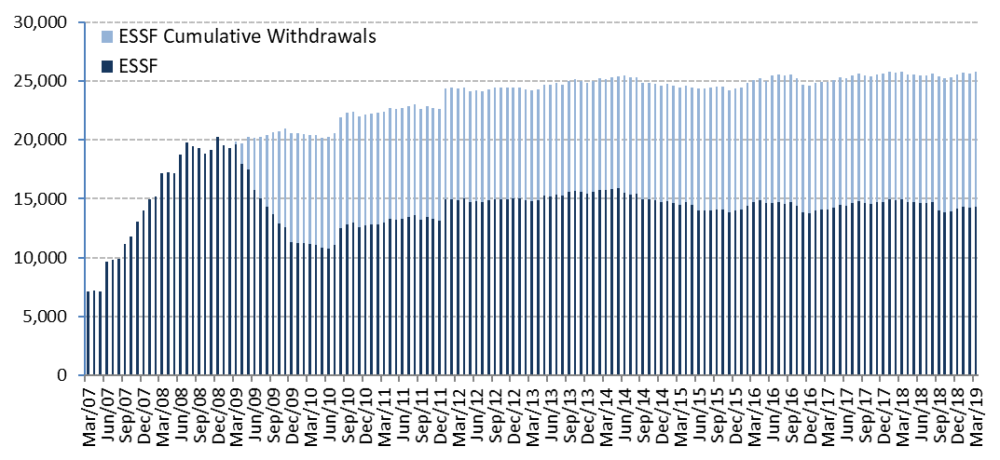 30,000
ESSF Cumulative Withdrawals
ESSF
25,000
20,000
15,000
10,000
5,000
0
Mar/07
Jun/07
Sep/07
Dec/07
Mar/08
Jun/08
Sep/08
Dec/08
Mar/09
Jun/09
Sep/09
Dec/09
Mar/10
Jun/10
Sep/10
Dec/10
Mar/11
Jun/11
Sep/11
Dec/11
Mar/12
Jun/12
Sep/12
Dec/12
Mar/13
Jun/13
Sep/13
Dec/13
Mar/14
Jun/14
Sep/14
Dec/14
Mar/15
Jun/15
Sep/15
Dec/15
Mar/16
Jun/16
Sep/16
Dec/16
Mar/17
Jun/17
Sep/17
Dec/17
Mar/18
Jun/18
Sep/18
Dec/18
Mar/19